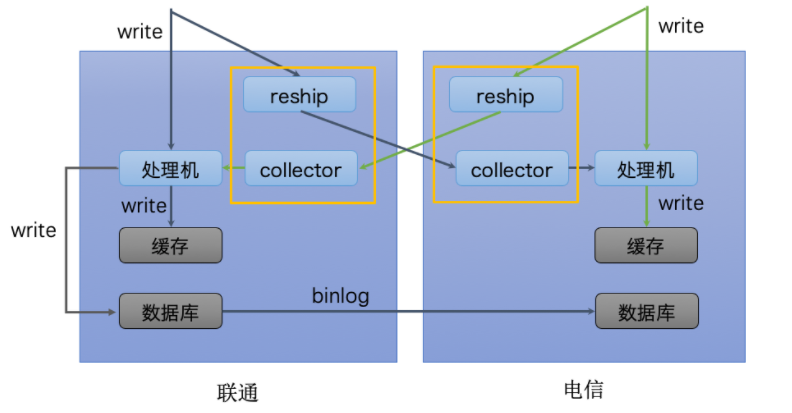 write
write
reship
reship
处理机
collector
collector
处理机
write
write
write
缓存
缓存
binlog
数据库
数据库
联通
电信